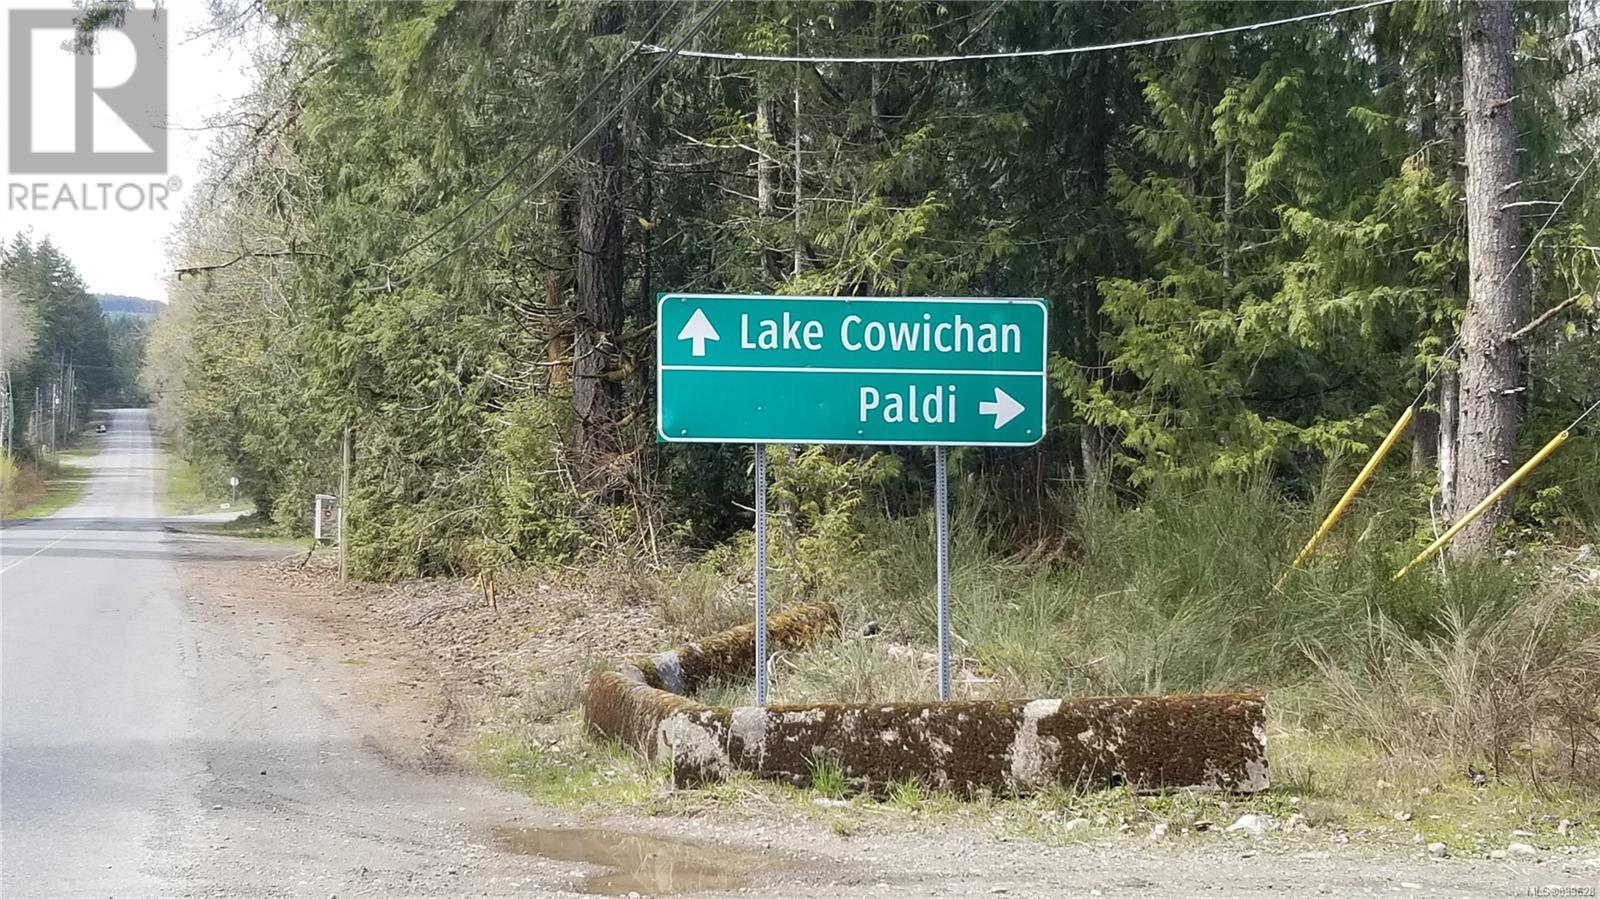 REALTOR®
Lake Cowichan
Paldi